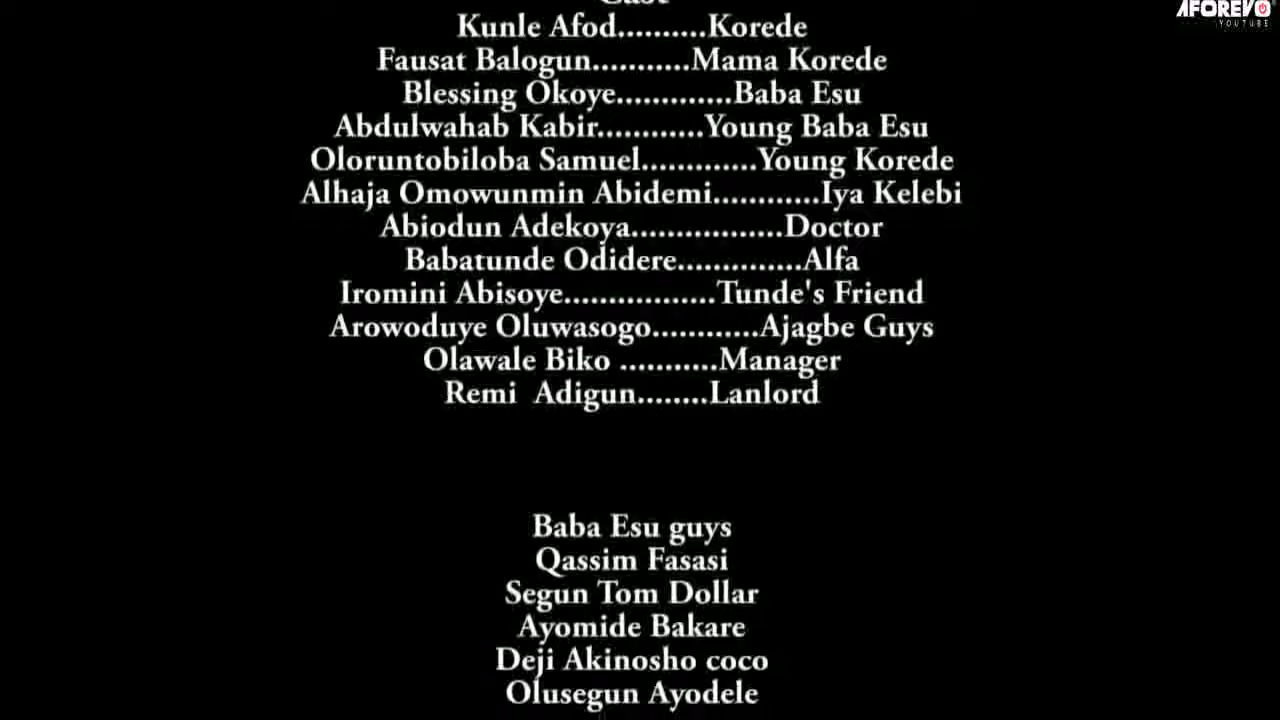 AFOREVO
YOUTUBE
Cast
Kunle Afod..........Korede
Fausat Balogun...........Mama Korede
Blessing Okoye.............Baba Esu
Abdulwahab Kabir............Young Baba Esu
Oloruntobiloba Samuel.............Young Korede
Alhaja Omowunmin Abidemi............Iya Kelebi
Abiodun Adekoya.................Doctor
Babatunde Odidere..............Alfa
Iromini Abisoye.................Tunde's Friend
Arowoduye Oluwasogo............Ajagbe Guys
Olawale Biko ...........Manager
Remi  Adigun........Lanlord
Baba Esu guys
Qassim Fasasi
Segun Tom Dollar
Ayomide Bakare
Deji Akinosho coco
Olusegun Ayodele